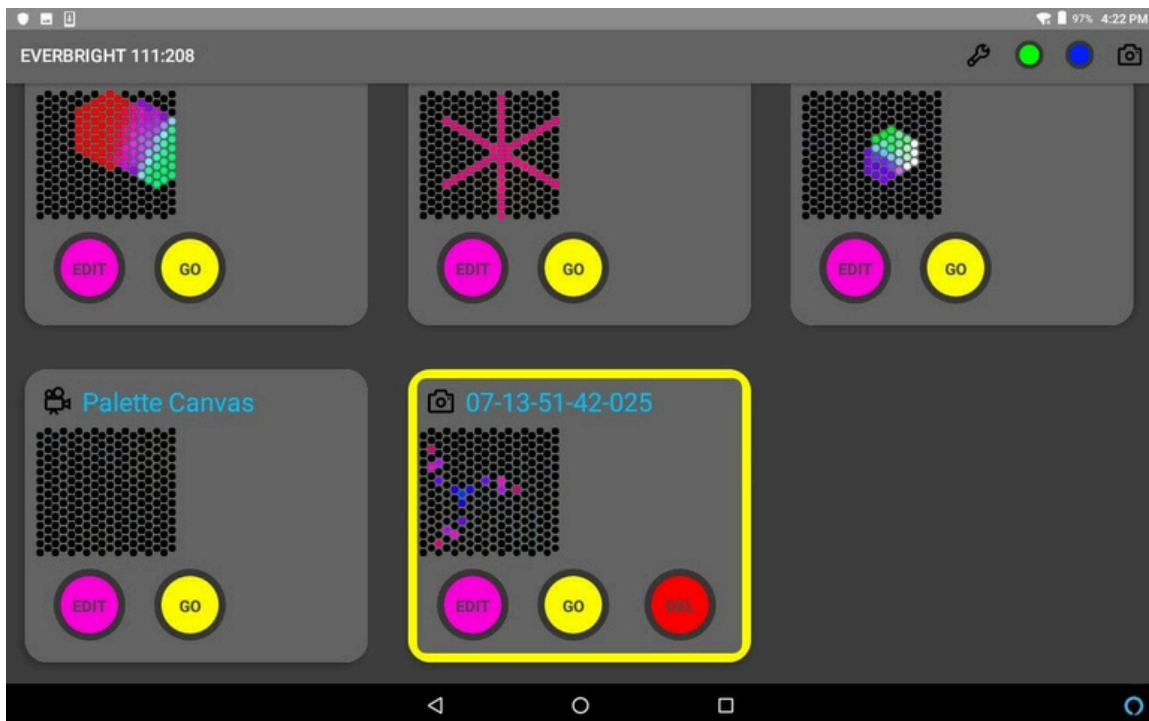 97% 4:22 PM
EVERBRIGHT 111:208
EDIT GO
EDIT GO
EDIT GO
Palette Canvas
07-13-51-42-025
EDIT GO
EDIT GO DEL